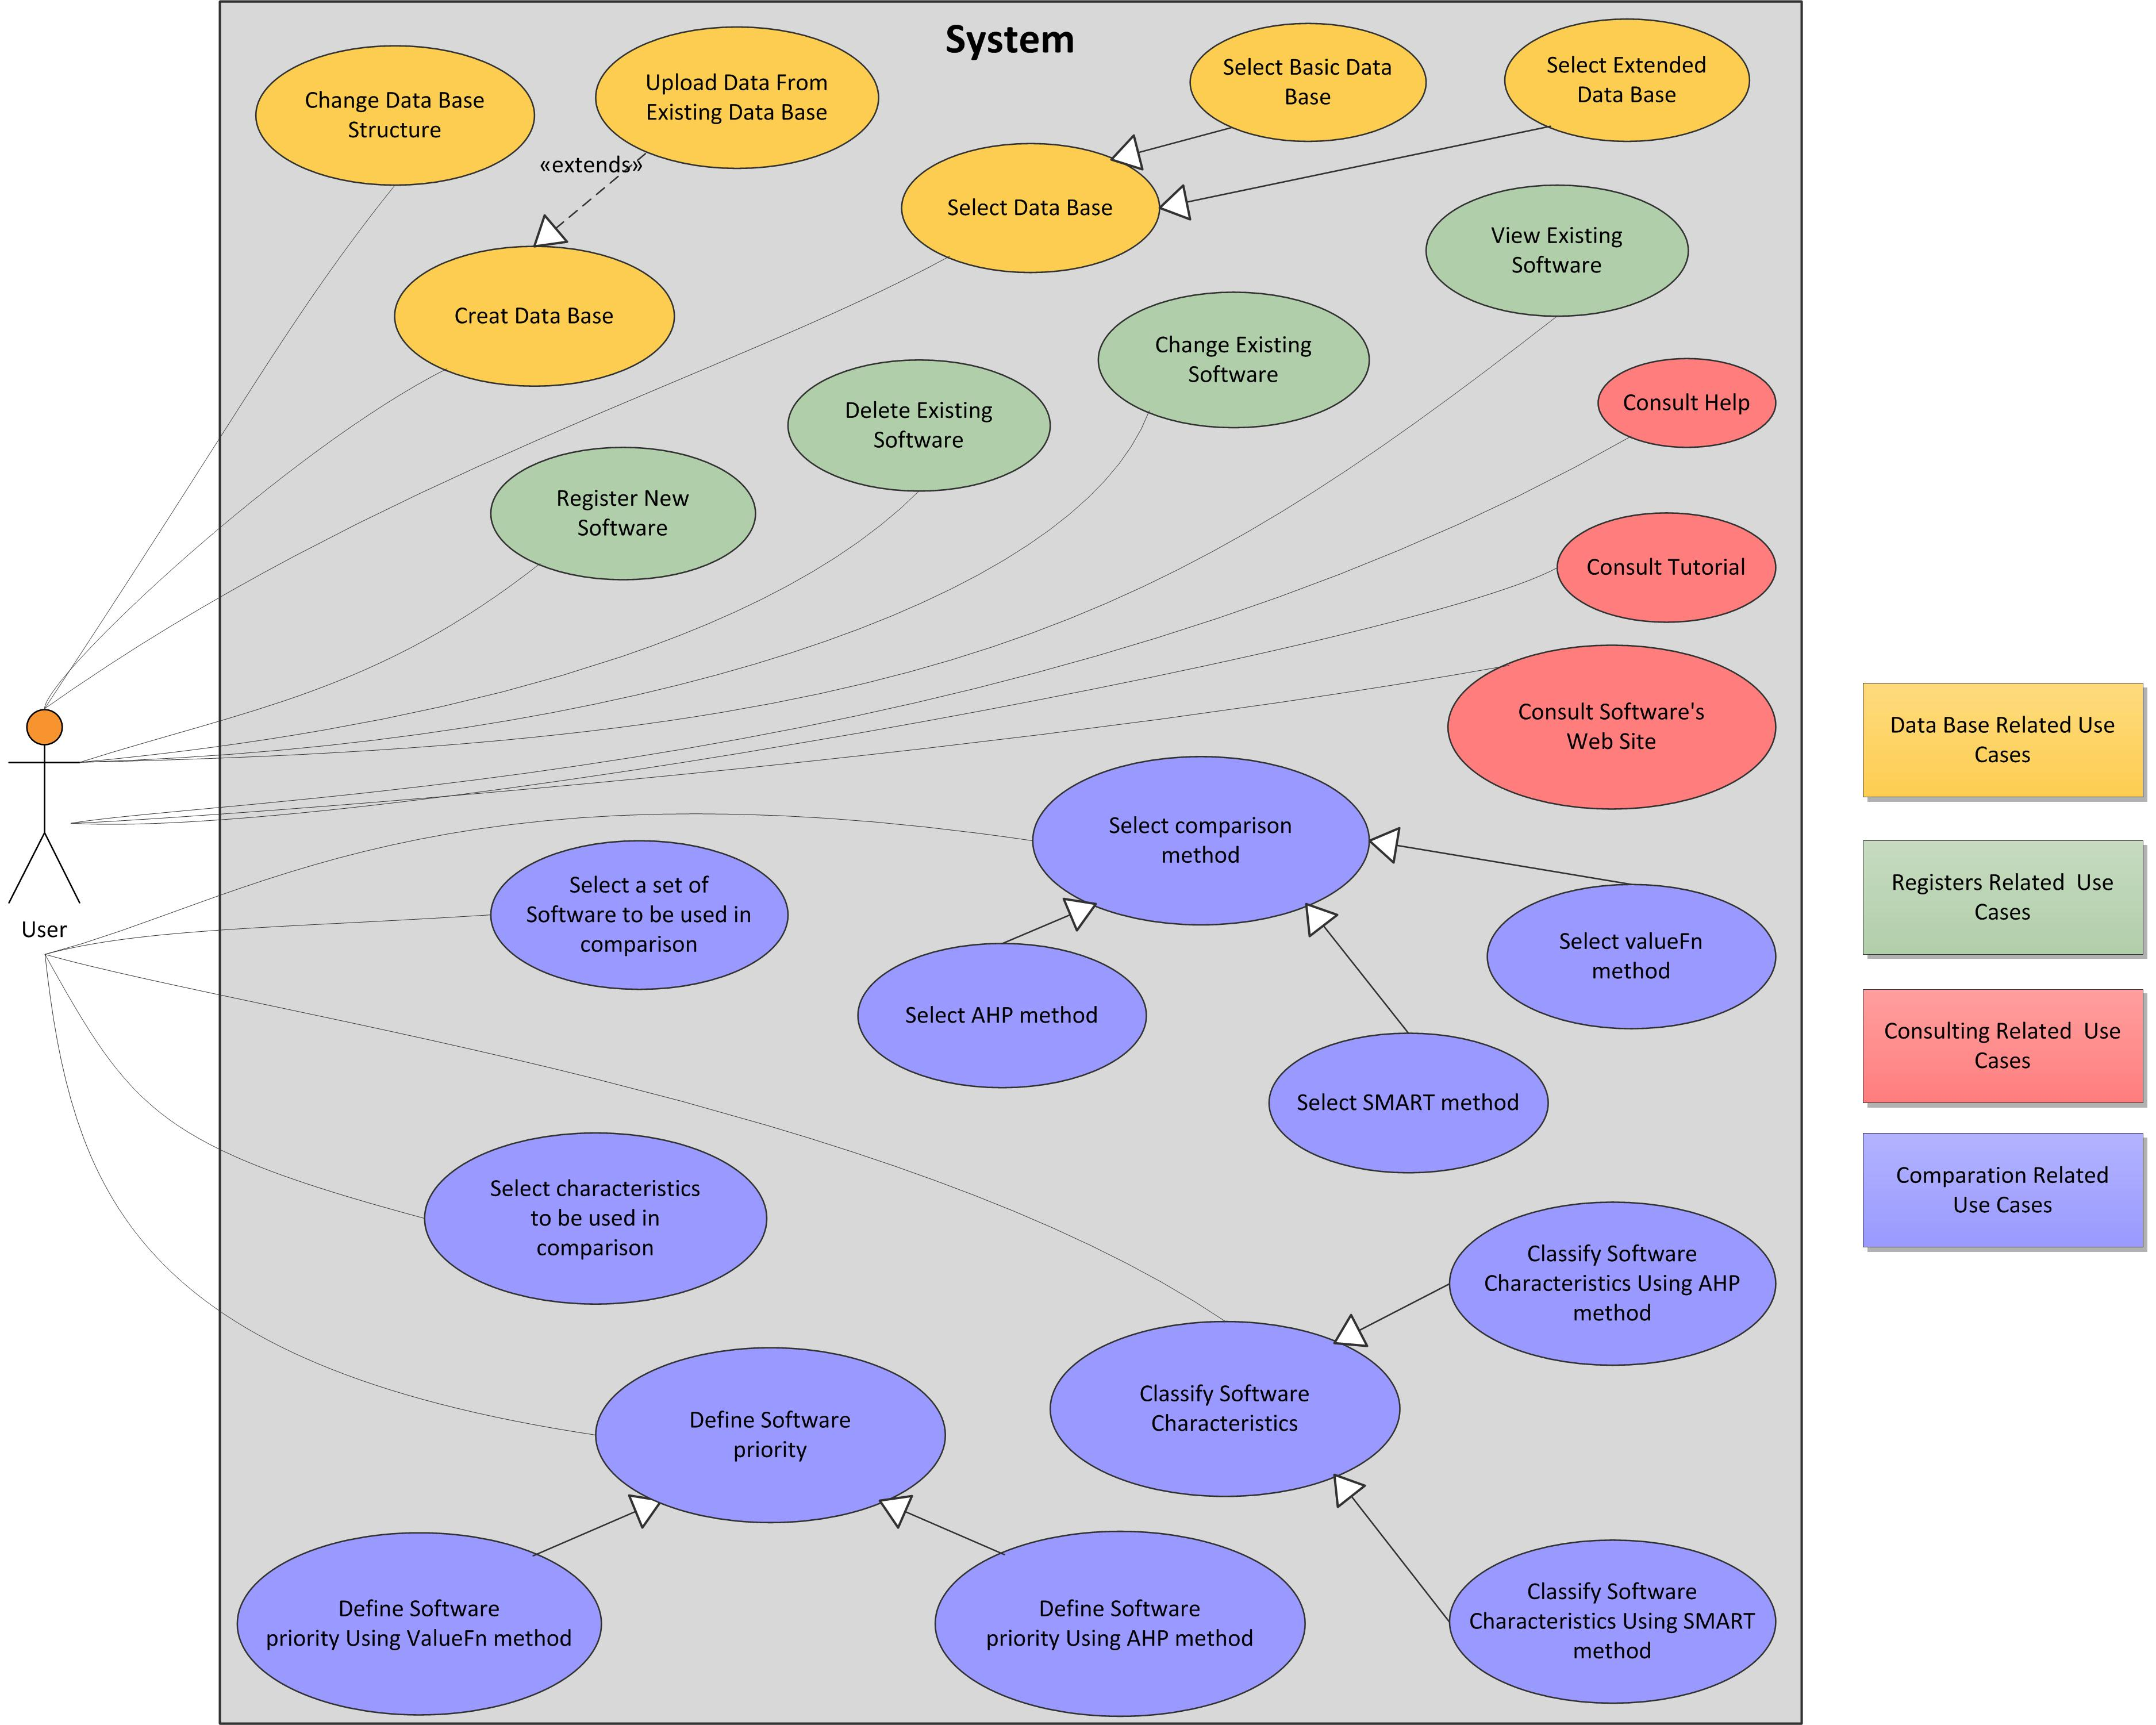 System
Change Data Base
Structure
Upload Data From
Existing Data Base
Select Basic Data
Base
Select Extended
Data Base
«extends»
Select Data Base
View Existing
Software
Creat Data Base
Change Existing
Software
Delete Existing
Software
Consult Help
Register New
Software
Consult Tutorial
Consult Software's
Web Site
User
Select comparison
method
Select a set of
Software to be used in
comparison
Select valueFn
method
Select AHP method
Select SMART method
Select characteristics
to be used in
comparison
Classify Software
Characteristics Using AHP
method
Classify Software
Characteristics
Define Software
priority
Define Software
priority Using ValueFn method
Define Software
priority Using AHP method
Classify Software
Characteristics Using SMART
method
Data Base Related Use
Cases
Registers Related  Use
Cases
Consulting Related  Use
Cases
Comparation Related
Use Cases